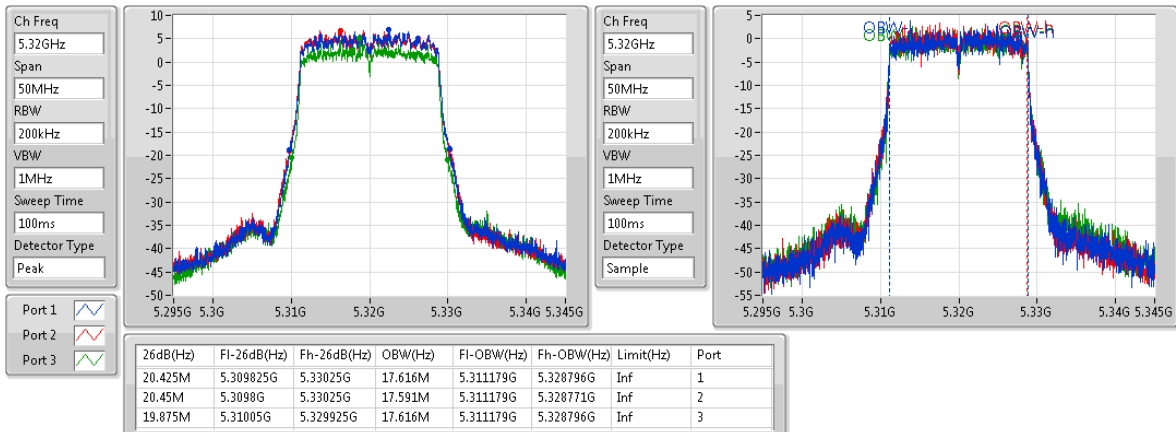 Ch Freq
5.32GHz
Span
50MHz
RBW
200kHz
VBW
1MHz
Sweep Time
100ms
Detector Type
Peak
Port 1
Port 2
Port 3
10
5
0
-5
-10
-15
-20
-25
-30
-35
-40
-45
-50
5.295G 5.3G 5.31G 5.32G 5.33G 5.34G 5.345G
Ch Freq
5.32GHz
Span
50MHz
RBW
200kHz
VBW
1MHz
Sweep Time
100ms
Detector Type
Sample
5
0
-5
-10
-15
-20
-25
-30
-35
-40
-45
-50
-55
OBW-h
5.295G 5.3G 5.31G 5.32G 5.33G 5.34G 5.345G
26dB(Hz) Fl-26dB(Hz) Fh-26dB(Hz) OBW(Hz) Fl-OBW(Hz) Fh-OBW(Hz) Limit(Hz) Port
20.425M 5.309825G 5.33025G 17.616M 5.311179G 5.328796G Inf 1
20.45M 5.3098G 5.33025G 17.591M 5.311179G 5.328771G Inf 2
19.875M 5.31005G 5.329925G 17.616M 5.311179G 5.328796G Inf 3